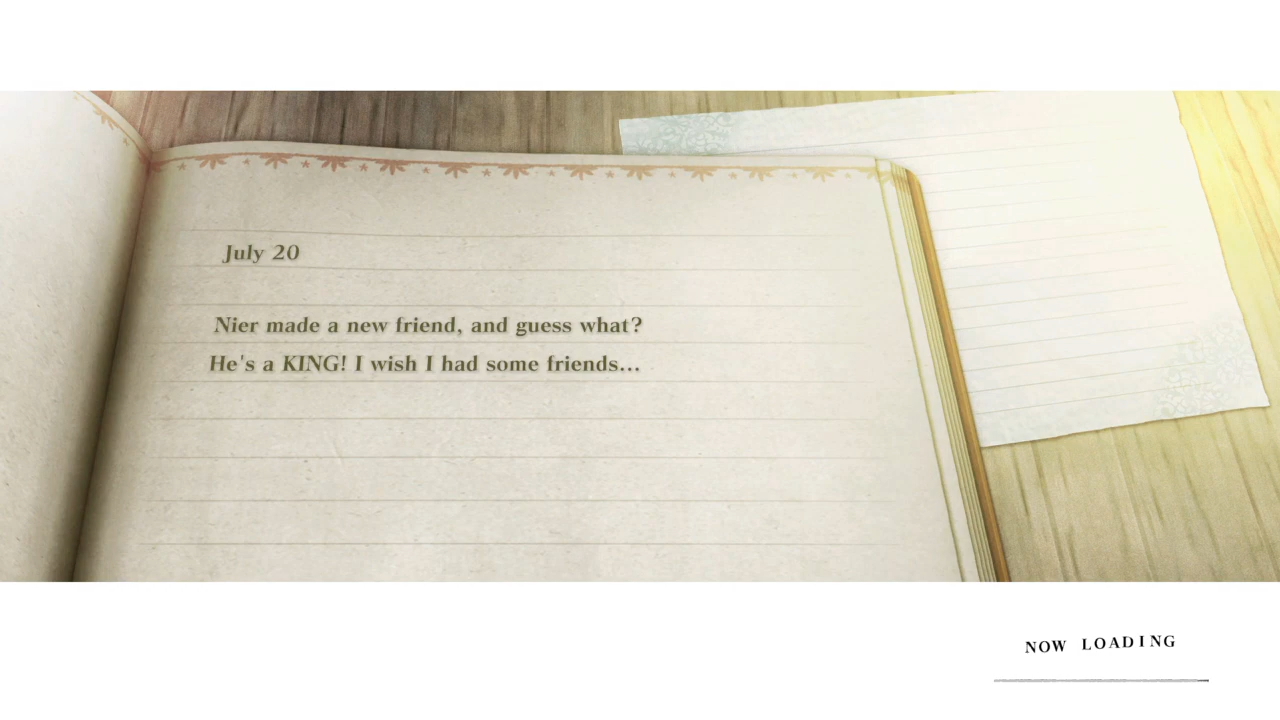 July 20
Nier made a new friend, and guess what?
He's a KING! I wish I had some friends...
NOW LOADING